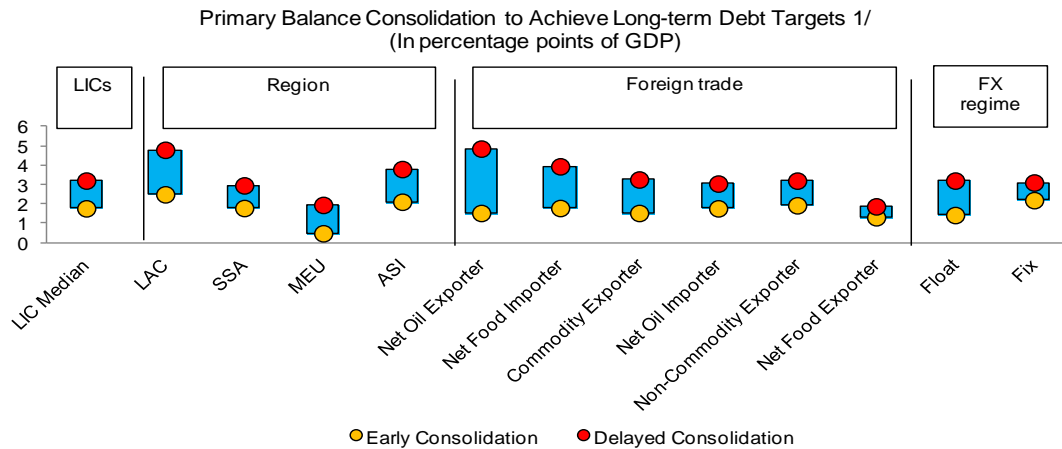 Primary Balance Consolidation to Achieve Long-term Debt Targets 1/
(In percentage points of GDP)
LICs
Region
Foreign trade
FX
regime
6
5
4
3
2
1
0
LIC Median
LAC
SSA
MEU
ASI
Net Oil Exporter
Net Food Importer
Commodity Exporter
Net Oil Importer
Non-Commodity Exporter
Net Food Exporter
Float
Fix
Early Consolidation
Delayed Consolidation